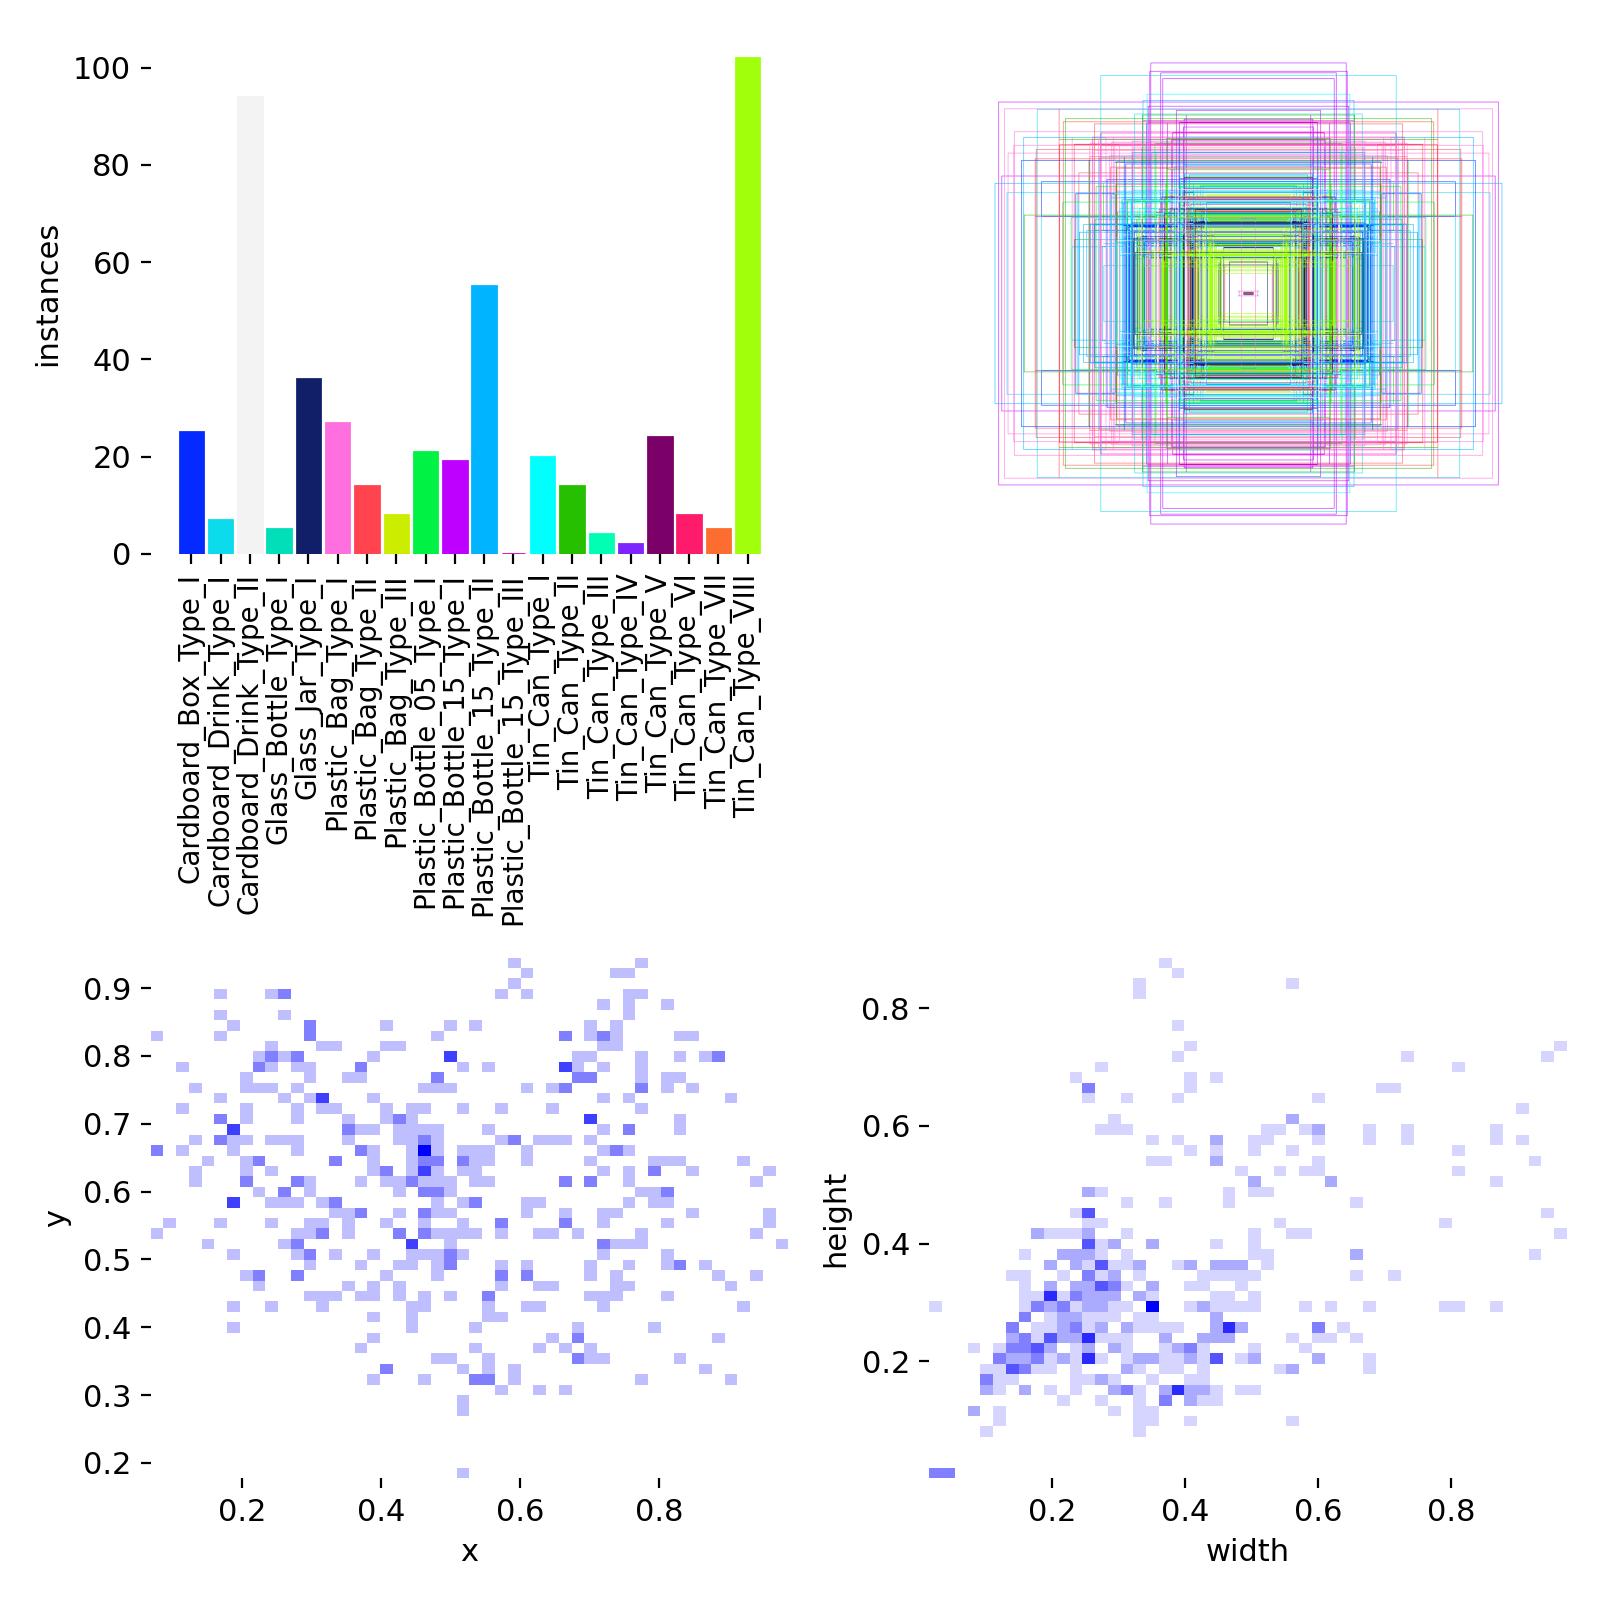 100
80
60
40
20
0
instances
Cardboard_Box_Type_I
Cardboard_Drink_Type_I
Cardboard_Drink_Type_II
Glass_Bottle_Type_I
Glass_Jar_Type_I
Plastic_Bag_Type_I
Plastic_Bag_Type_II
Plastic_Bag_Type_III
Plastic_Bottle_05_Type_I
Plastic_Bottle_15_Type_I
Plastic_Bottle_15_Type_II
Plastic_Bottle_15_Type_III
Tin_Can_Type_I
Tin_Can_Type_II
Tin_Can_Type_III
Tin_Can_Type_IV
Tin_Can_Type_V
Tin_Can_Type_VI
Tin_Can_Type_VII
Tin_Can_Type_VIII
0.9
0.8
0.7
0.6
0.5
0.4
0.3
0.2
y
0.2 0.4 0.6 0.8
x
0.8
0.6
0.4
0.2
height
0.2 0.4 0.6 0.8
width